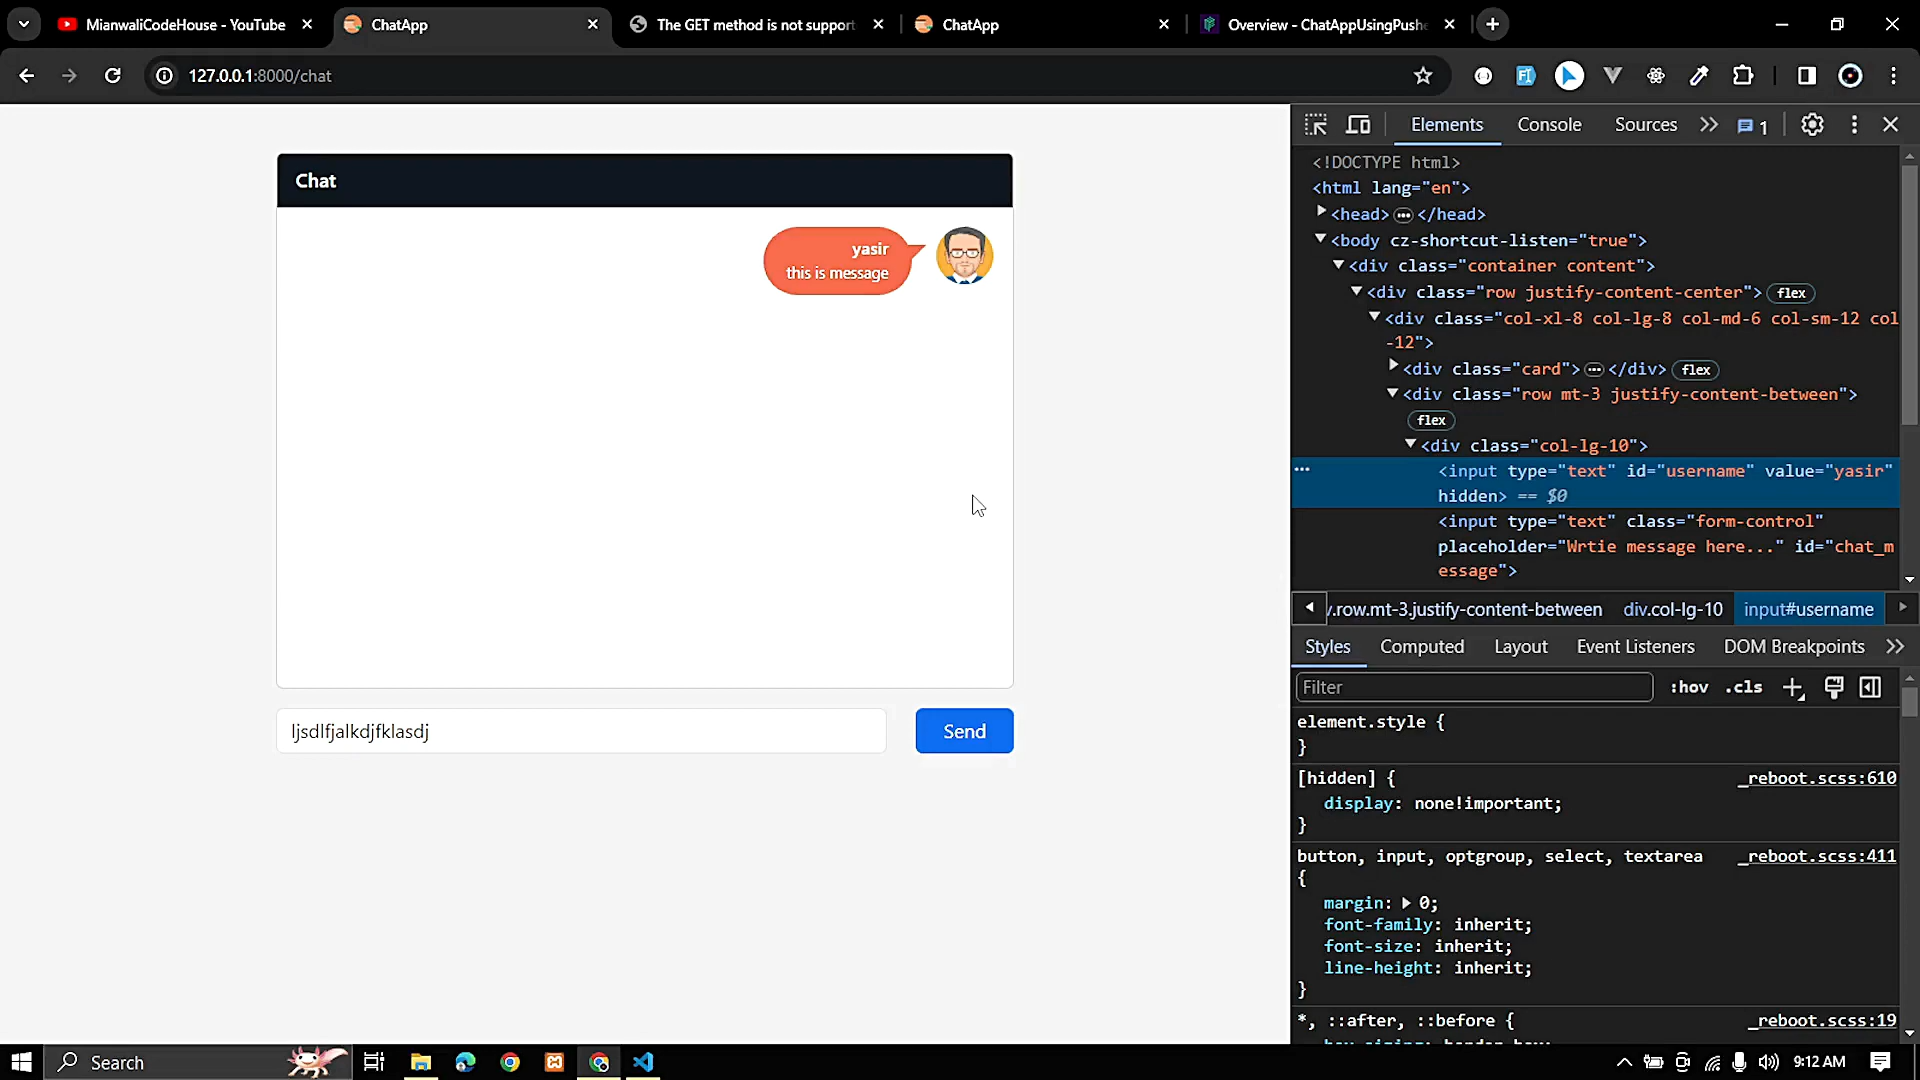 MianwaliCodeHouse - YouTube
ChatApp
The GET method is not support
ChatApp
Overview - ChatAppUsingPushe
127.0.0.1:8000/chat
Elements
Console
Sources
1
<!DOCTYPE html>
<html lang="en">
<head> </head>
<body cz-shortcut-listen="true">
<div class="container content">
<div class="row justify-content-center"> flex
<div class="col-xl-8 col-lg-8 col-md-6 col-sm-12 col
-12">
<div class="card"> </div> flex
<div class="row mt-3 justify-content-between">
flex
<div class="col-lg-10">
<input type="text" id="username" value="yasir"
hidden> == $0
<input type="text" class="form-control"
placeholder="Wrtie message here..." id="chat_m
essage">
v.row.mt-3.justify-content-between
div.col-lg-10
input#username
Styles
Computed
Layout
Event Listeners
DOM Breakpoints
Filter
:hov
.cls
element.style {
}
[hidden] {
_reboot.scss:610
display: none!important;
}
button, input, optgroup, select, textarea
_reboot.scss:411
{
margin: 0;
font-family: inherit;
font-size: inherit;
line-height: inherit;
}
*, ::after, ::before {
_reboot.scss:19
box-sizing: border-box;
Chat
yasir
this is message
ljsdlfjalkdjfklasdj
Send
Search
9:12 AM